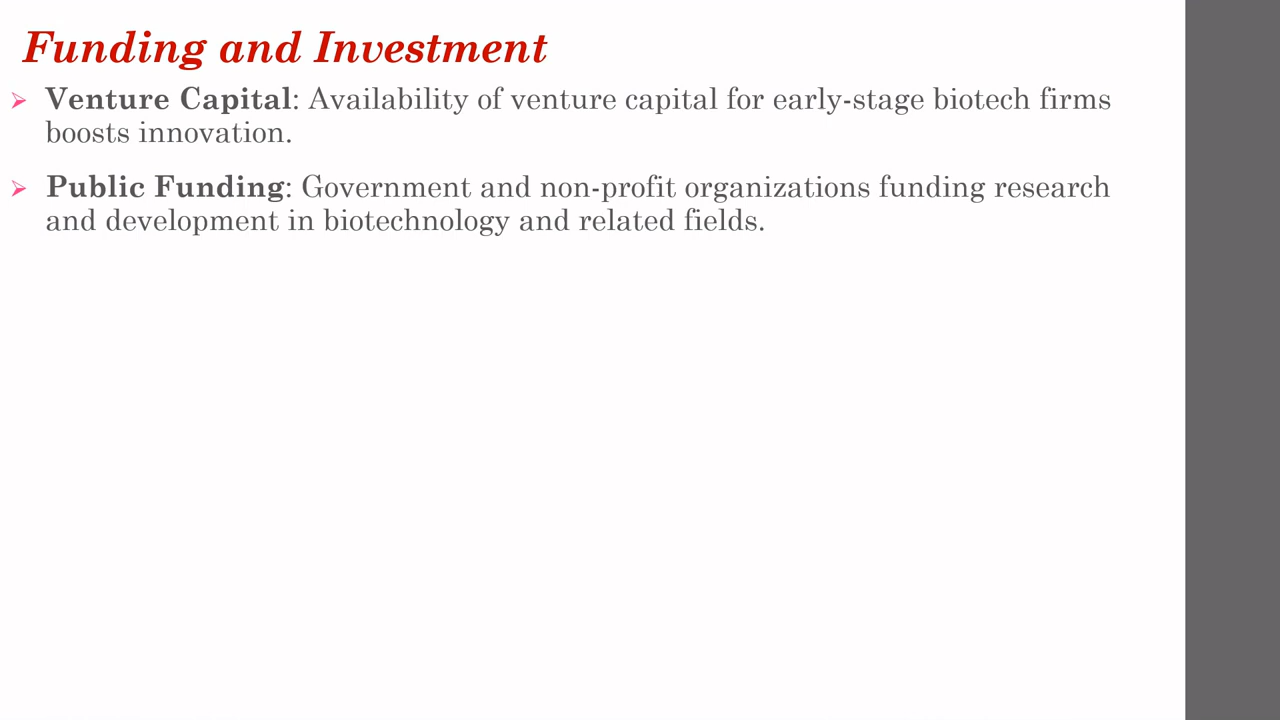 Funding and Investment
➢ Venture Capital: Availability of venture capital for early-stage biotech firms
boosts innovation.
➢ Public Funding: Government and non-profit organizations funding research
and development in biotechnology and related fields.